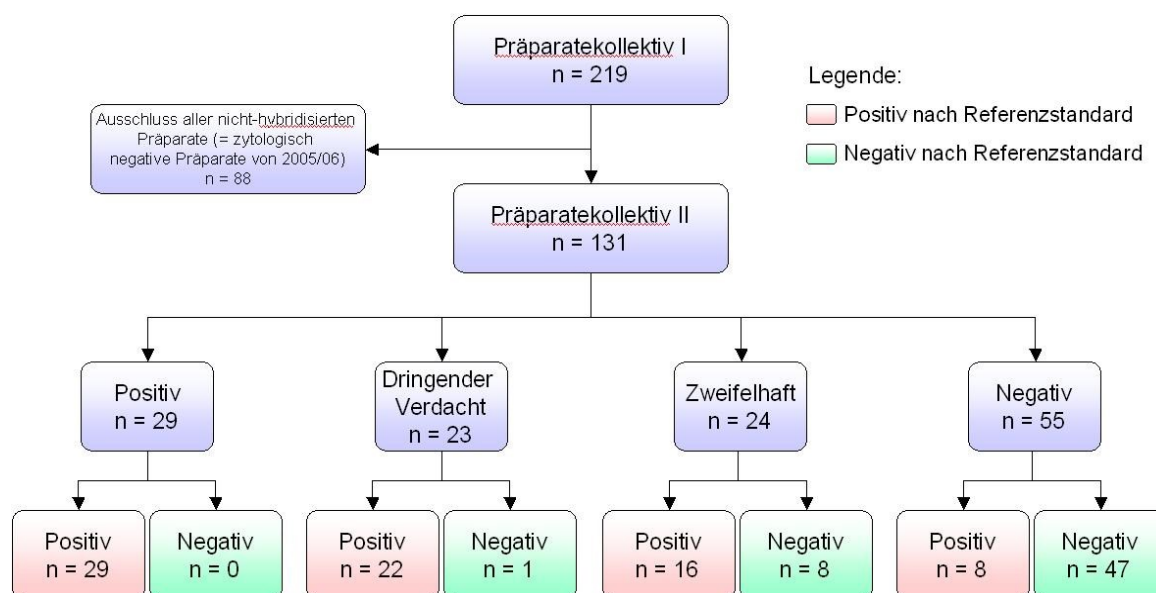 Präparatekollektiv I
n = 219
Legende:
Positiv nach Referenzstandard
Negativ nach Referenzstandard
Ausschluss aller nicht-hybridisierten
Präparate (= zytologisch
negative Präparate von 2005/06)
n = 88
Präparatekollektiv II
n = 131
Positiv
n = 29
Dringender
Verdacht
n = 23
Zweifelhaft
n = 24
Negativ
n = 55
Positiv
n = 29
Negativ
n = 0
Positiv
n = 22
Negativ
n = 1
Positiv
n = 16
Negativ
n = 8
Positiv
n = 8
Negativ
n = 47